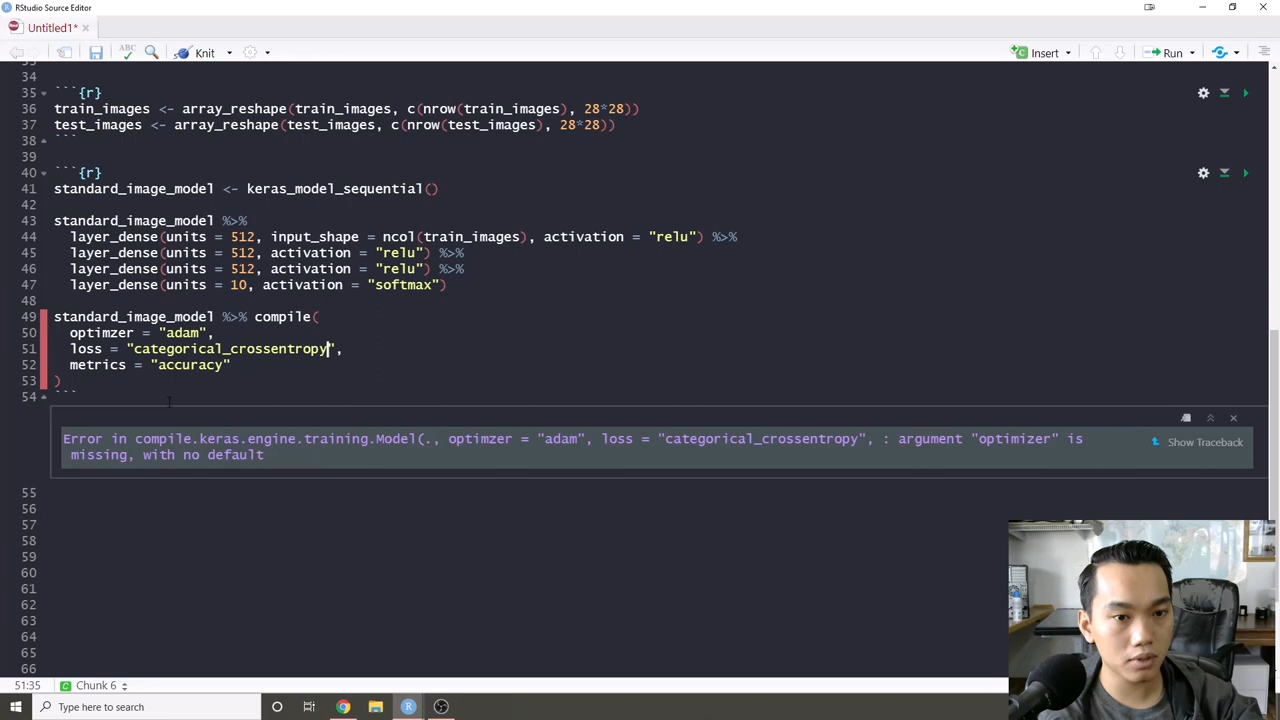 RStudio Source Editor
Untitled1*
ABC
Knit
Insert
Run
34
35 ```{r}
36 train_images <- array_reshape(train_images, c(nrow(train_images), 28*28))
37 test_images <- array_reshape(test_images, c(nrow(test_images), 28*28))
38 ```
39
40 ```{r}
41 standard_image_model <- keras_model_sequential()
42
43 standard_image_model %>%
44 layer_dense(units = 512, input_shape = ncol(train_images), activation = "relu") %>%
45 layer_dense(units = 512, activation = "relu") %>%
46 layer_dense(units = 512, activation = "relu") %>%
47 layer_dense(units = 10, activation = "softmax")
48
49 standard_image_model %>% compile(
50 optimzer = "adam",
51 loss = "categorical_crossentropy",
52 metrics = "accuracy"
53 )
54 ```
Error in compile.keras.engine.training.Model(., optimzer = "adam", loss = "categorical_crossentropy", : argument "optimizer" is
missing, with no default
Show Traceback
55
56
57
58
59
60
61
62
63
64
65
66
51:35
C Chunk 6
Type here to search
R